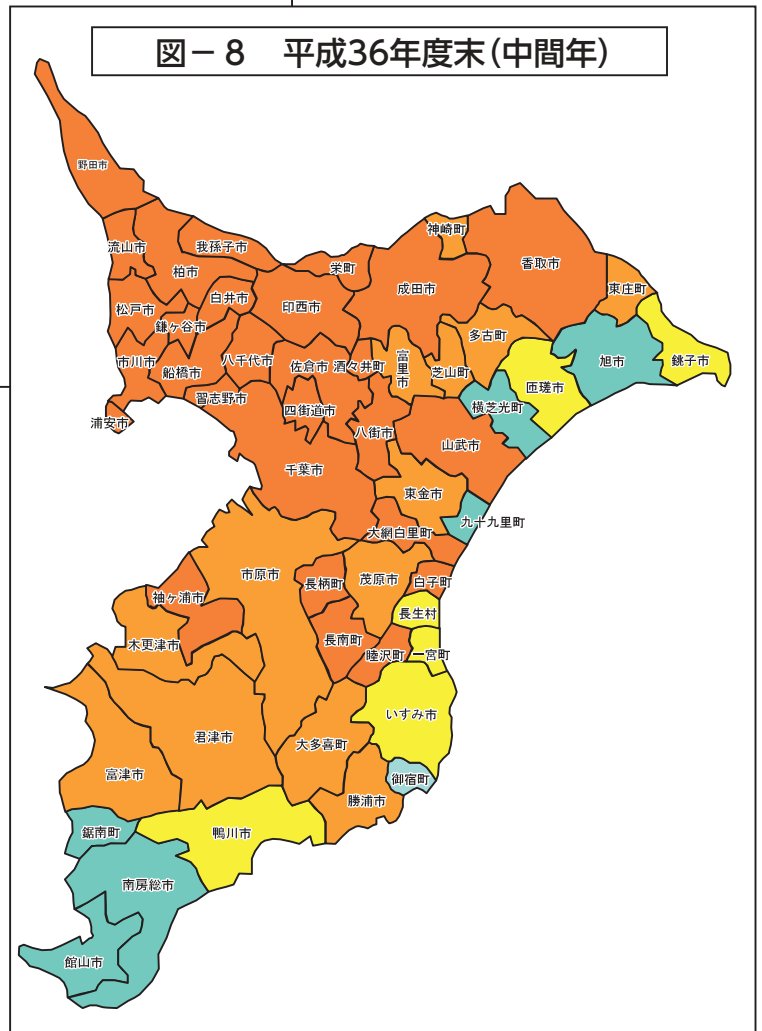 図－８　平成36年度末(中間年)
野田市
流山市
我孫子市
柏市
神崎町
香取市
栄町
成田市
東庄町
松戸市
白井市
印西市
鎌ヶ谷市
多古町
市川市
船橋市
八千代市
佐倉市
酒々井町
富里市
芝山町
匝瑳市
旭市
銚子市
習志野市
四街道市
横芝光町
浦安市
八街市
山武市
千葉市
東金市
九十九里町
大網白里町
市原市
長柄町
茂原市
白子町
袖ヶ浦市
長生村
木更津市
長南町
睦沢町
一宮町
いすみ市
君津市
大多喜町
富津市
御宿町
勝浦市
鋸南町
鴨川市
南房総市
館山市